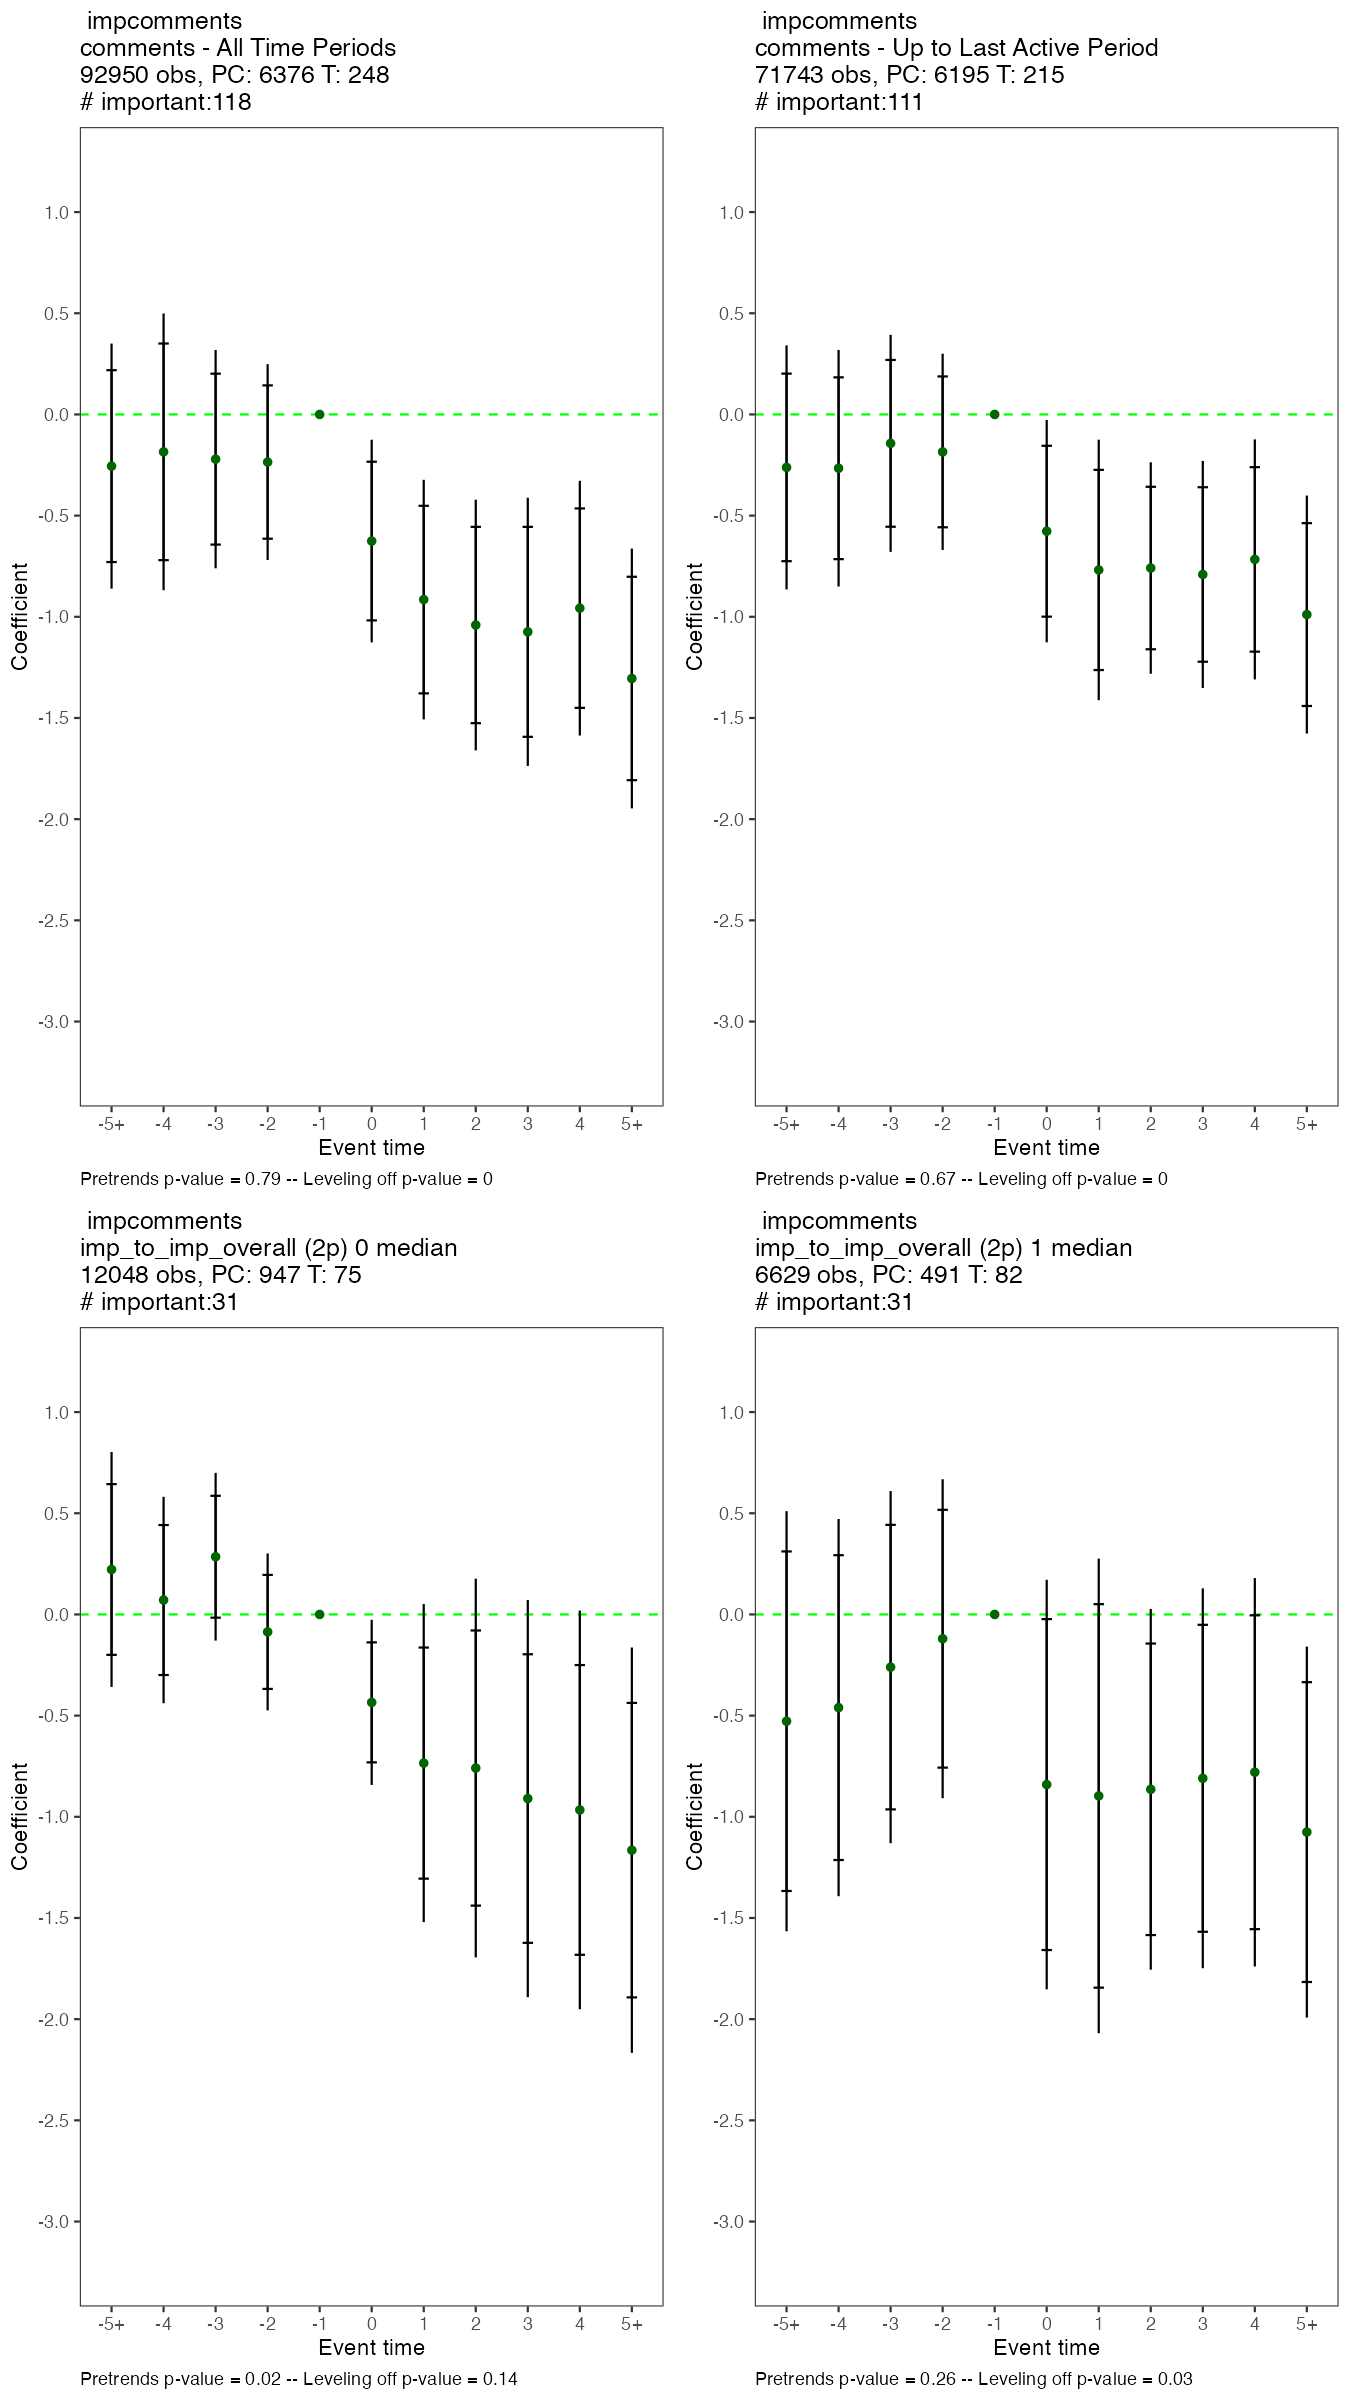 impcomments
comments - All Time Periods
92950 obs, PC: 6376 T: 248
# important:118
Coefficient
1.0
0.5
0.0
-0.5
-1.0
-1.5
-2.0
-2.5
-3.0
-5+ -4 -3 -2 -1 0 1 2 3 4 5+
Event time
Pretrends p-value = 0.79 -- Leveling off p-value = 0
impcomments
comments - Up to Last Active Period
71743 obs, PC: 6195 T: 215
# important:111
Coefficient
1.0
0.5
0.0
-0.5
-1.0
-1.5
-2.0
-2.5
-3.0
-5+ -4 -3 -2 -1 0 1 2 3 4 5+
Event time
Pretrends p-value = 0.67 -- Leveling off p-value = 0
impcomments
imp_to_imp_overall (2p) 0 median
12048 obs, PC: 947 T: 75
# important:31
Coefficient
1.0
0.5
0.0
-0.5
-1.0
-1.5
-2.0
-2.5
-3.0
-5+ -4 -3 -2 -1 0 1 2 3 4 5+
Event time
Pretrends p-value = 0.02 -- Leveling off p-value = 0.14
impcomments
imp_to_imp_overall (2p) 1 median
6629 obs, PC: 491 T: 82
# important:31
Coefficient
1.0
0.5
0.0
-0.5
-1.0
-1.5
-2.0
-2.5
-3.0
-5+ -4 -3 -2 -1 0 1 2 3 4 5+
Event time
Pretrends p-value = 0.26 -- Leveling off p-value = 0.03